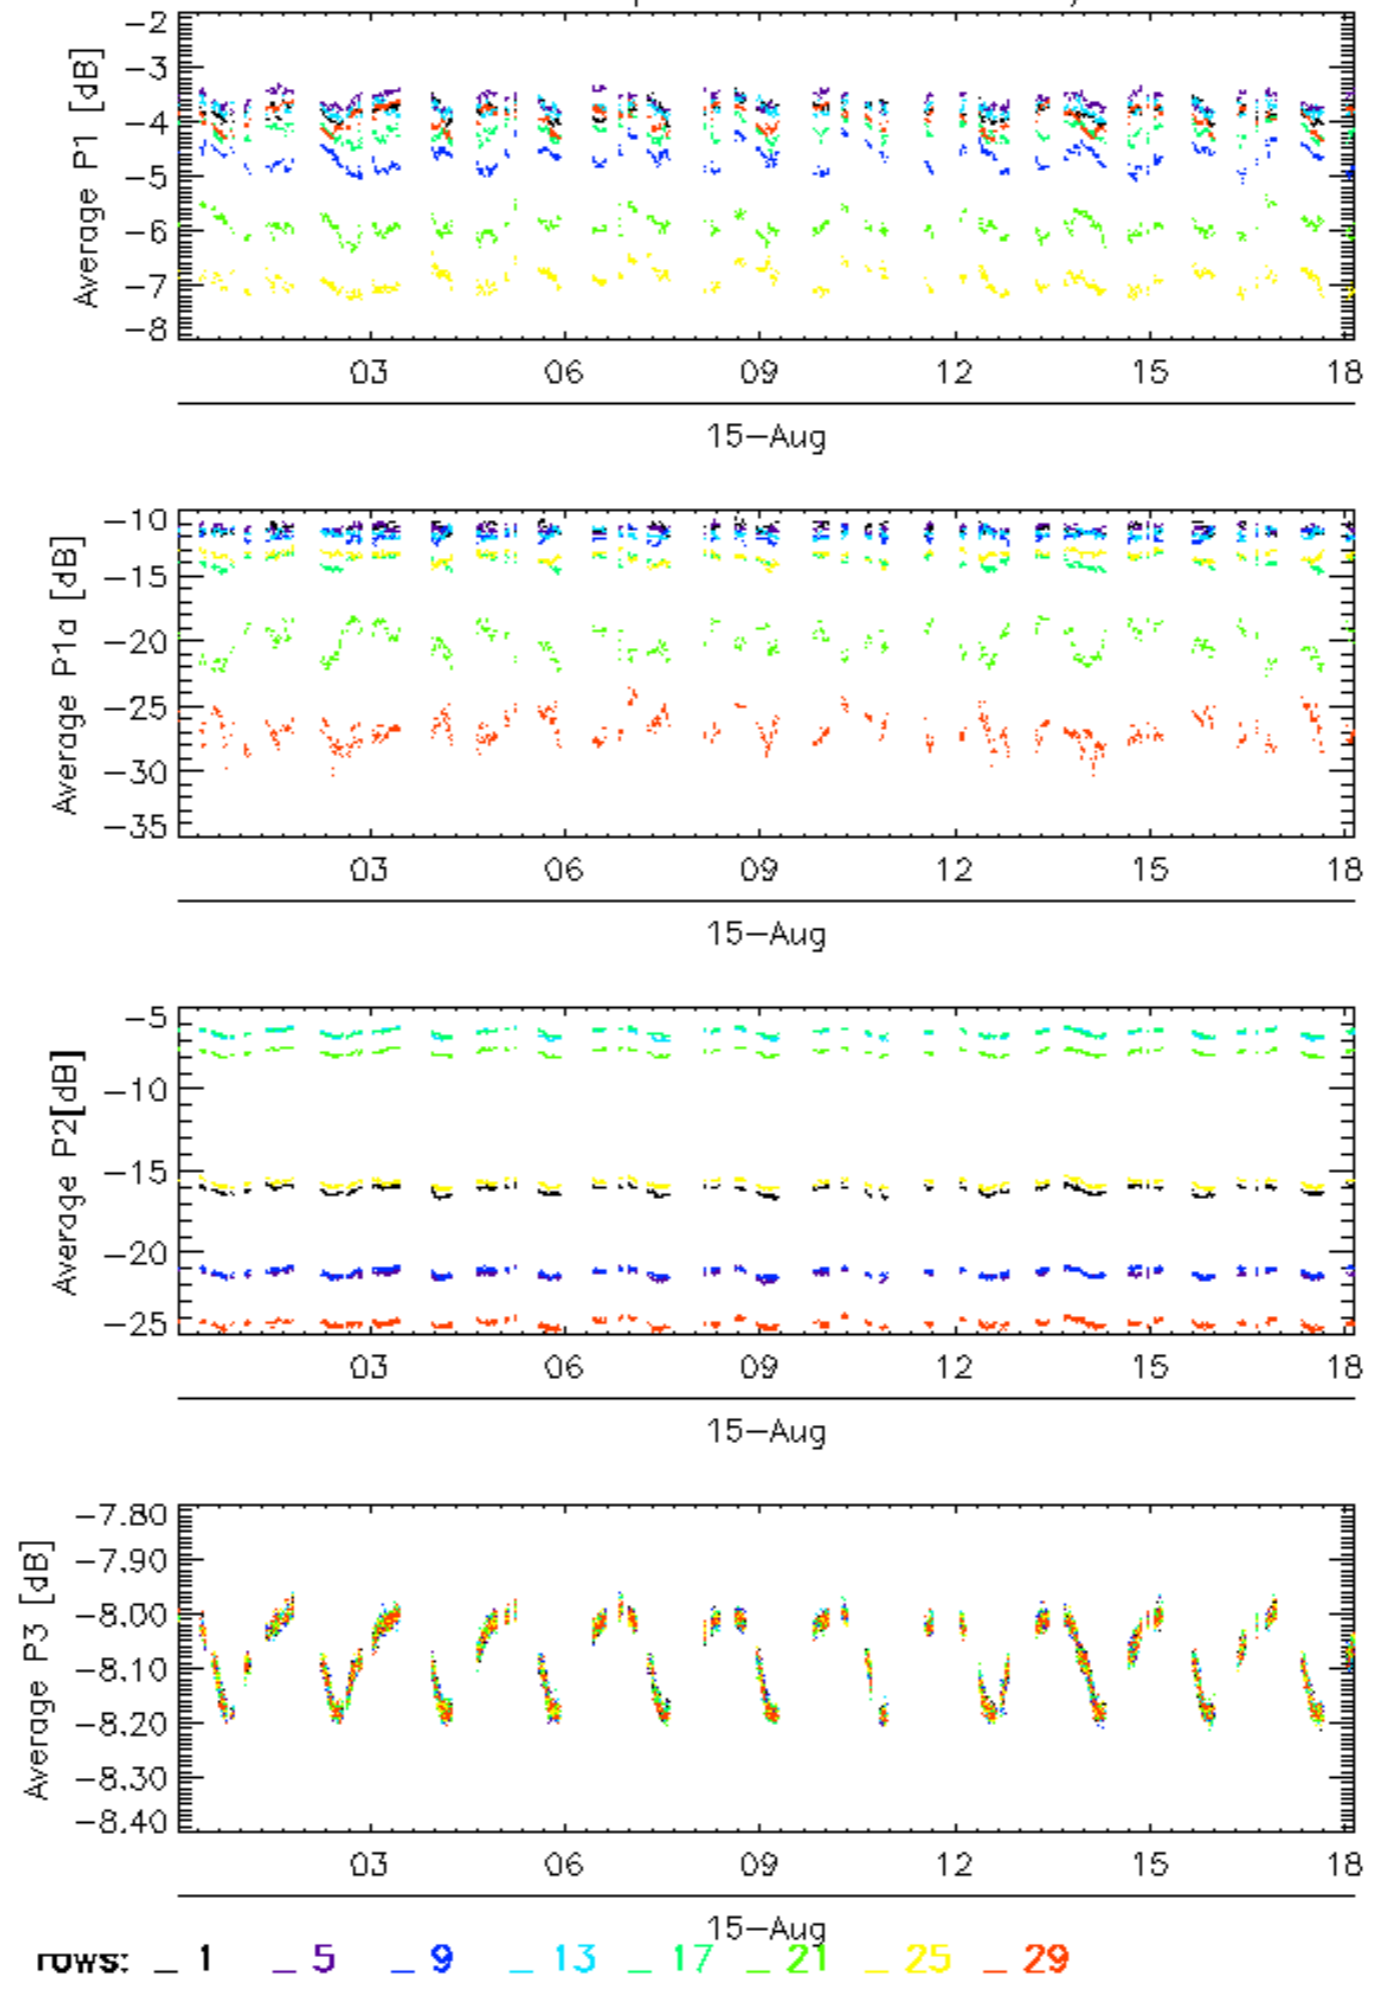 Average P1 [dB]
-2
-3
-4
-5
-6
-7
-8
03 06 09 12 15 18
15-Aug
Average P1a [dB]
-10
-15
-20
-25
-30
-35
03 06 09 12 15 18
15-Aug
Average P2[dB]
-5
-10
-15
-20
-25
03 06 09 12 15 18
15-Aug
Average P3 [dB]
-7.80
-7.90
-8.00
-8.10
-8.20
-8.30
-8.40
03 06 09 12 15 18
15-Aug
rows: _ 1 _ 5 _ 9 _ 13 _ 17 _ 21 _ 25 _ 29